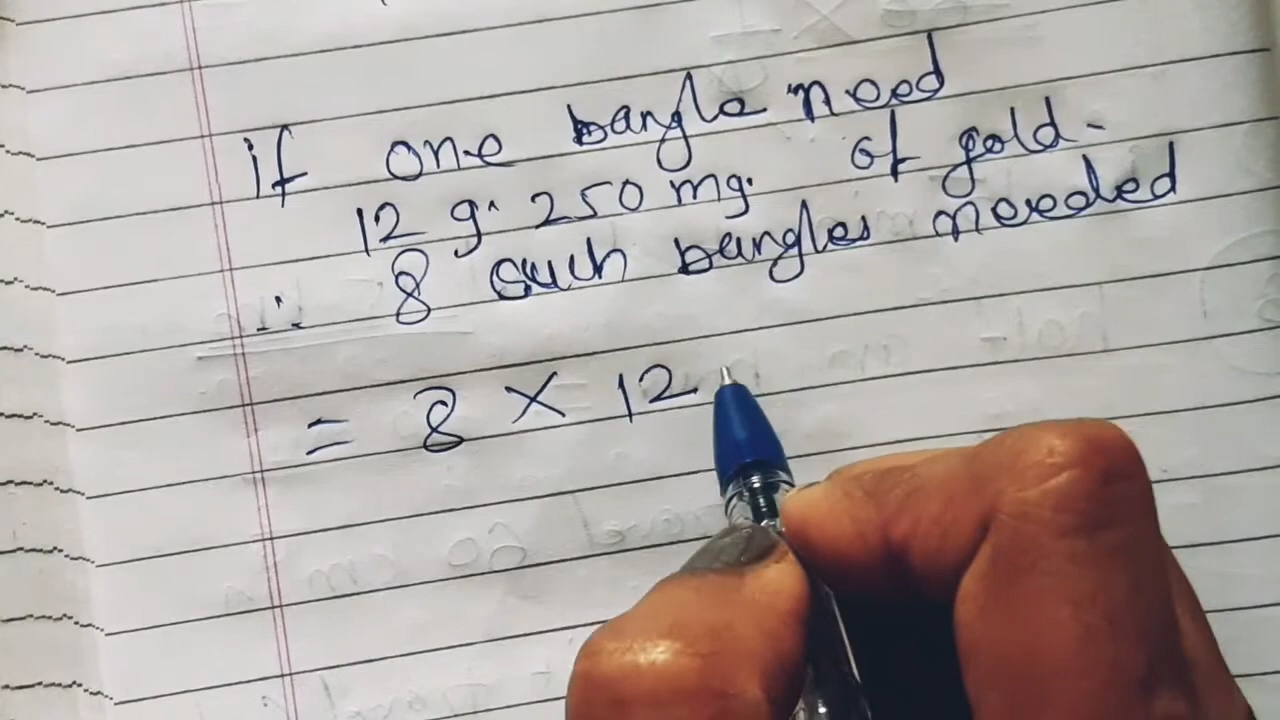 if one bangle need
12 g. 250 mg. of gold.
∴ 8 such bangles needed
= 8 × 12